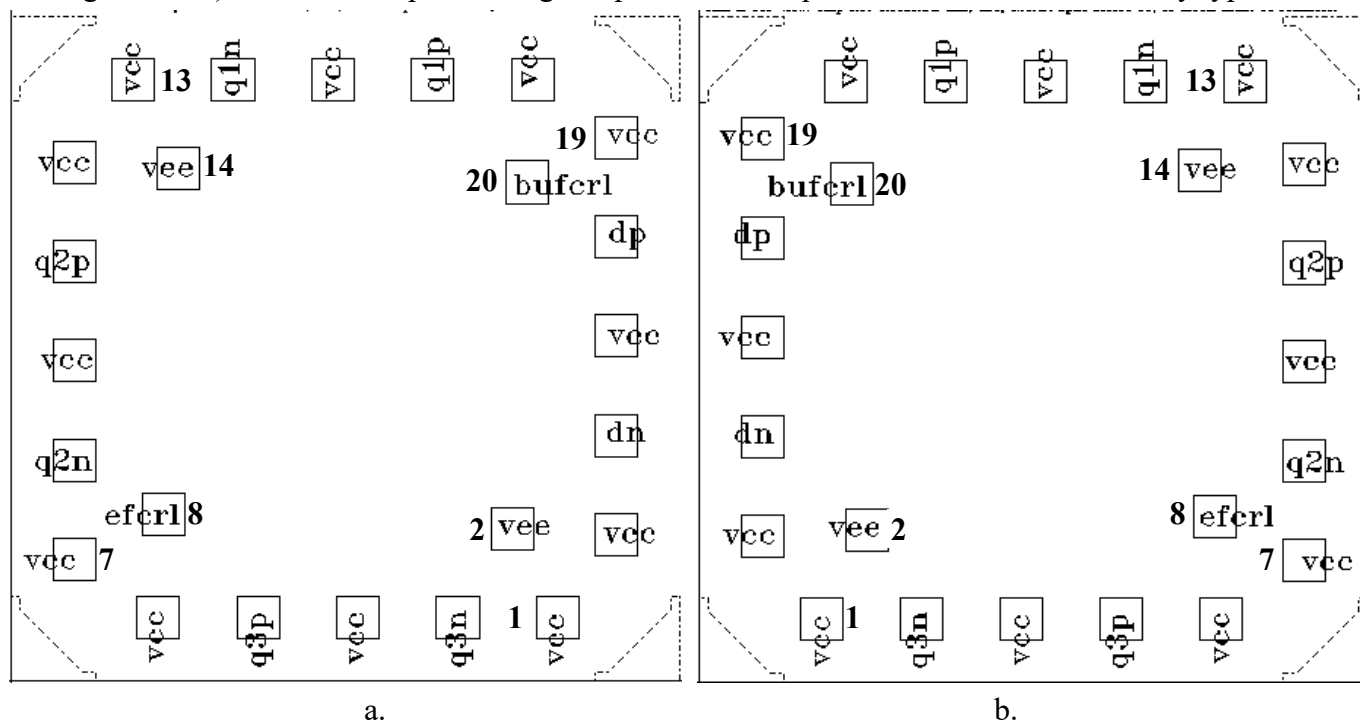 vcc 13 q1n vcc q1p vcc
19 vcc
vcc vee 14
20 bufcrl
q2p dp
vcc vcc
q2n dn
efcrl 8 2 vee vcc
vcc 7
vcc q3p vcc q3n 1 vcc
a.
vcc q1p vcc q1n 13 vcc
vcc 19
bufcrl 20 14 vee vcc
dp q2p
vcc vcc
dn q2n
vcc vee 2 8 efcrl
7 vcc
vcc 1 q3n vcc q3p vcc
b.